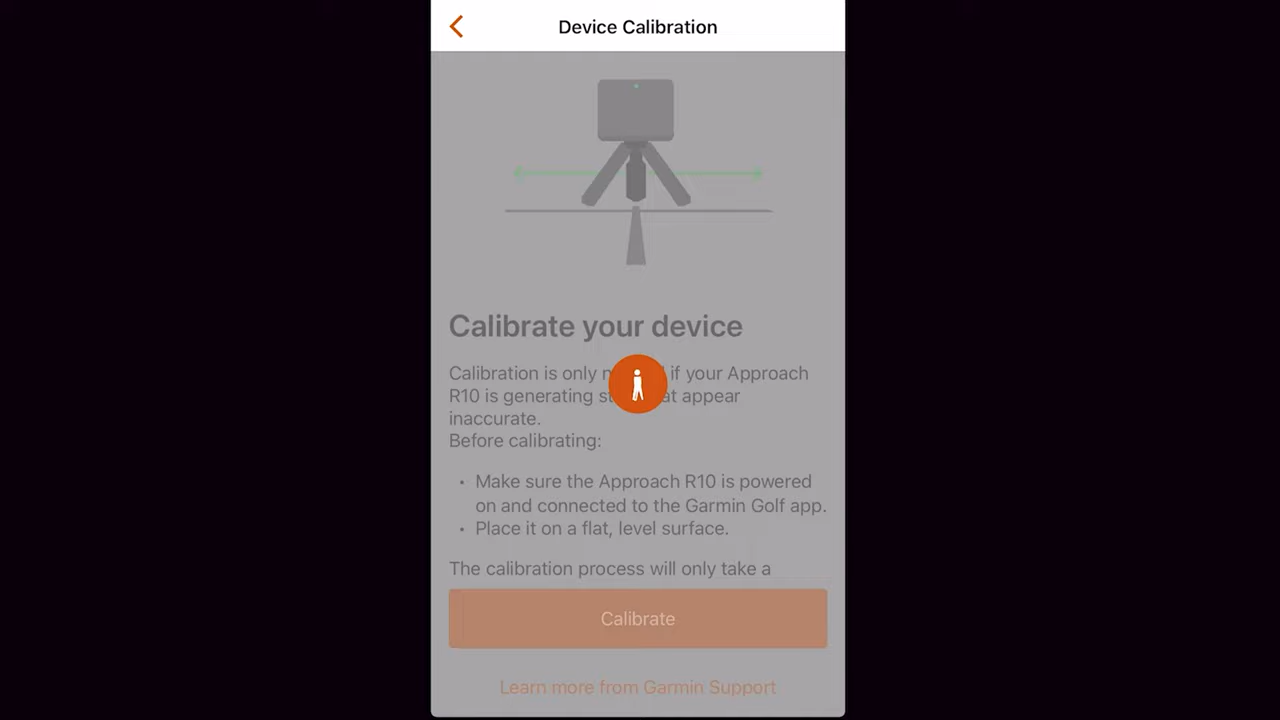 Device Calibration
Calibrate your device
Calibration is only if your Approach
R10 is generating appear
inaccurate.
Before calibrating:
• Make sure the Approach R10 is powered
on and connected to the Garmin Golf app.
• Place it on a flat, level surface.
The calibration process will only take a
Calibrate
Learn more from Garmin Support